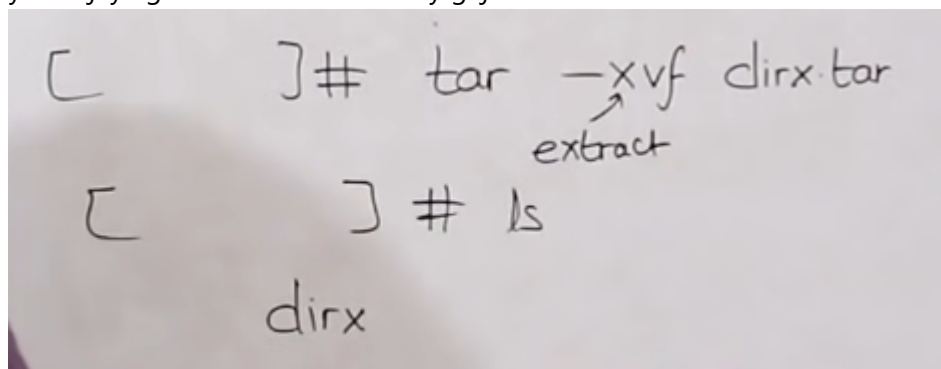 [ ]# tar -xvf dirx.tar
extract
[ ] # ls
dirx